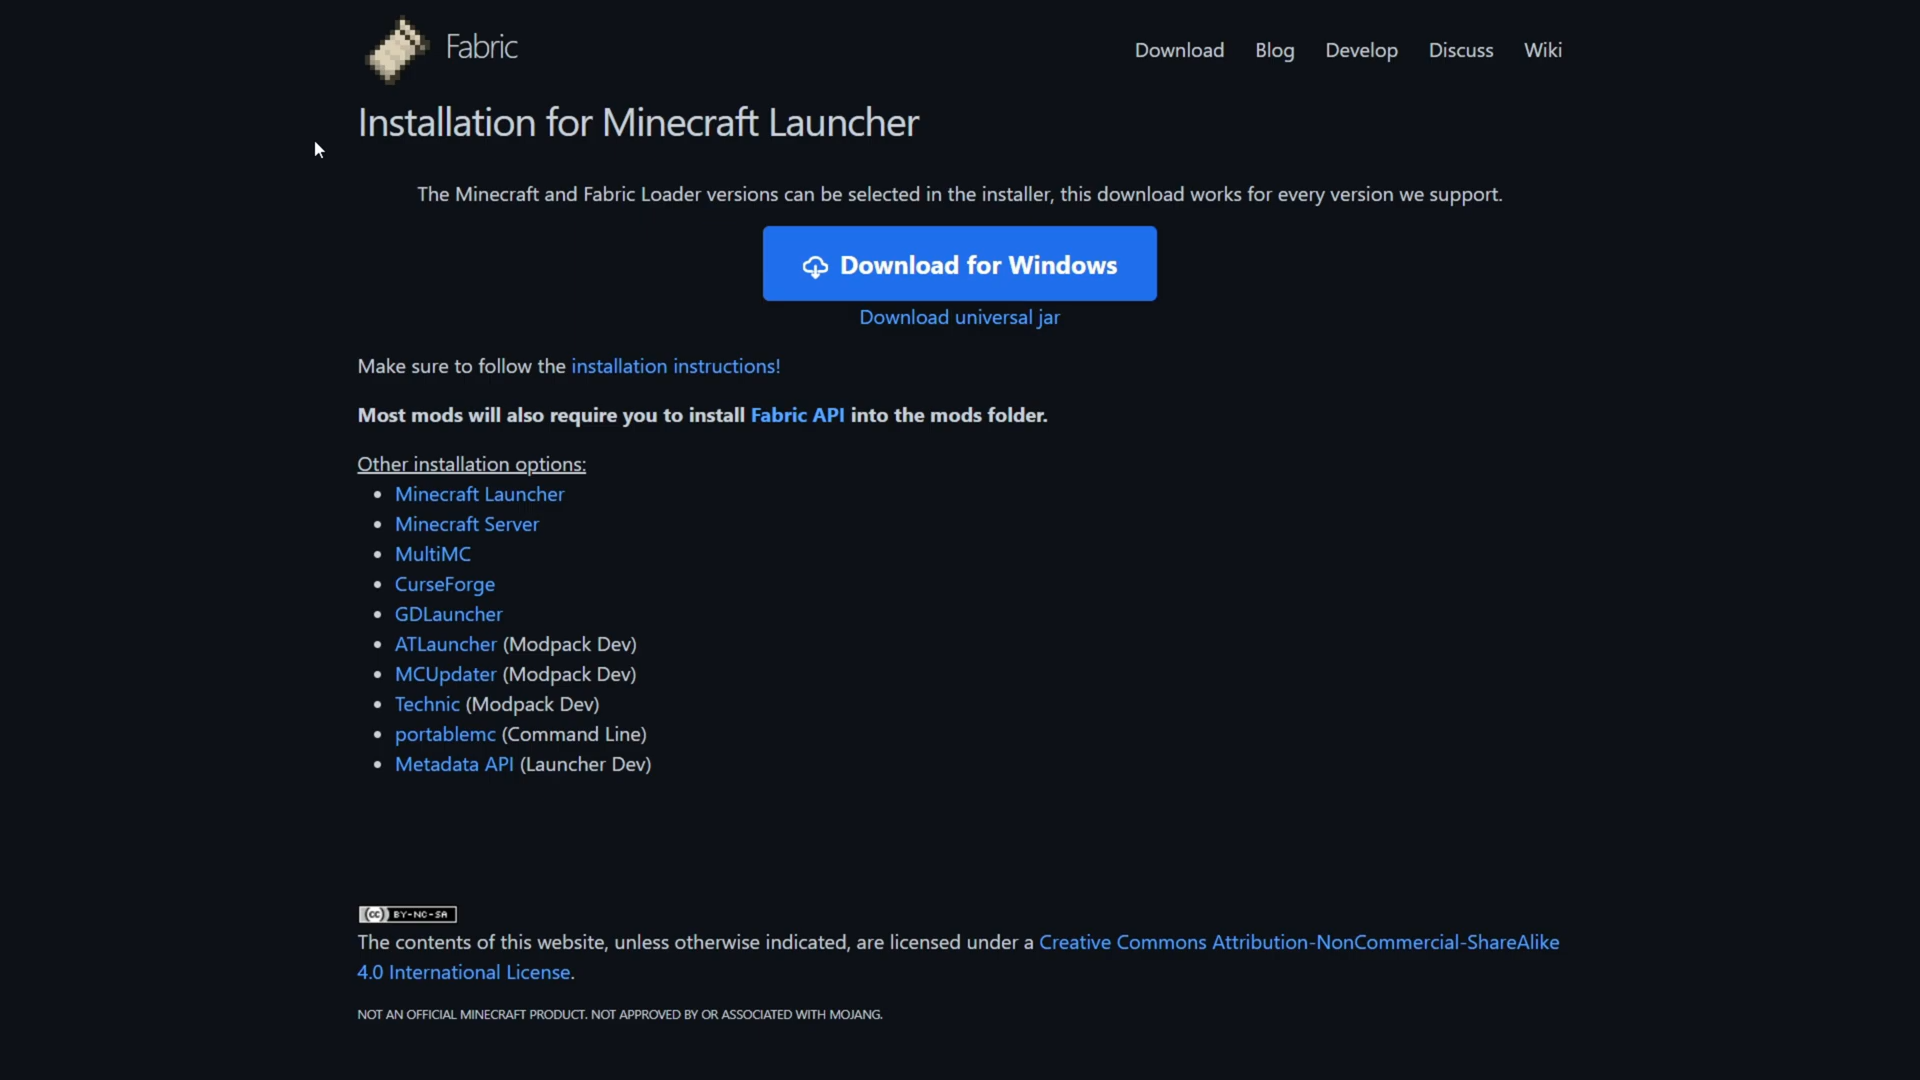 Fabric
Download Blog Develop Discuss Wiki
Installation for Minecraft Launcher
The Minecraft and Fabric Loader versions can be selected in the installer, this download works for every version we support.
Download for Windows
Download universal jar
Make sure to follow the installation instructions!
Most mods will also require you to install Fabric API into the mods folder.
Other installation options:
• Minecraft Launcher
• Minecraft Server
• MultiMC
• CurseForge
• GDLauncher
• ATLauncher (Modpack Dev)
• MCUpdater (Modpack Dev)
• Technic (Modpack Dev)
• portablemc (Command Line)
• Metadata API (Launcher Dev)
cc BY-NC-SA
The contents of this website, unless otherwise indicated, are licensed under a Creative Commons Attribution-NonCommercial-ShareAlike
4.0 International License.
NOT AN OFFICIAL MINECRAFT PRODUCT. NOT APPROVED BY OR ASSOCIATED WITH MOJANG.